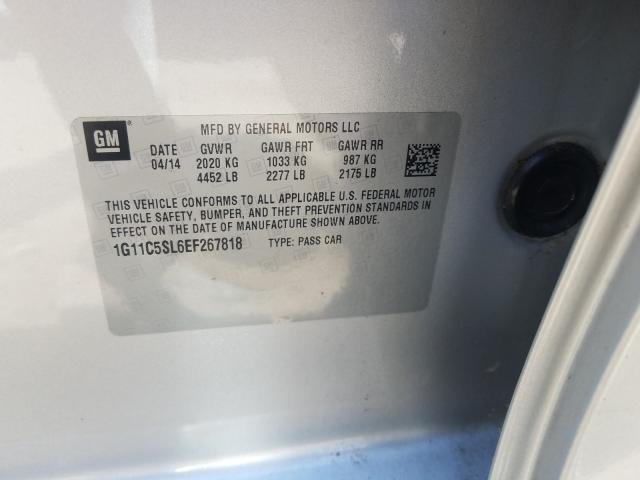 GM
MFD BY GENERAL MOTORS LLC
DATE GVWR GAWR FRT GAWR RR
04/14 2020 KG 1033 KG 987 KG
4452 LB 2277 LB 2175 LB
THIS VEHICLE CONFORMS TO ALL APPLICABLE U.S. FEDERAL MOTOR
VEHICLE SAFETY, BUMPER, AND THEFT PREVENTION STANDARDS IN
EFFECT ON THE DATE OF MANUFACTURE SHOWN ABOVE.
1G11C5SL6EF267818 TYPE: PASS CAR